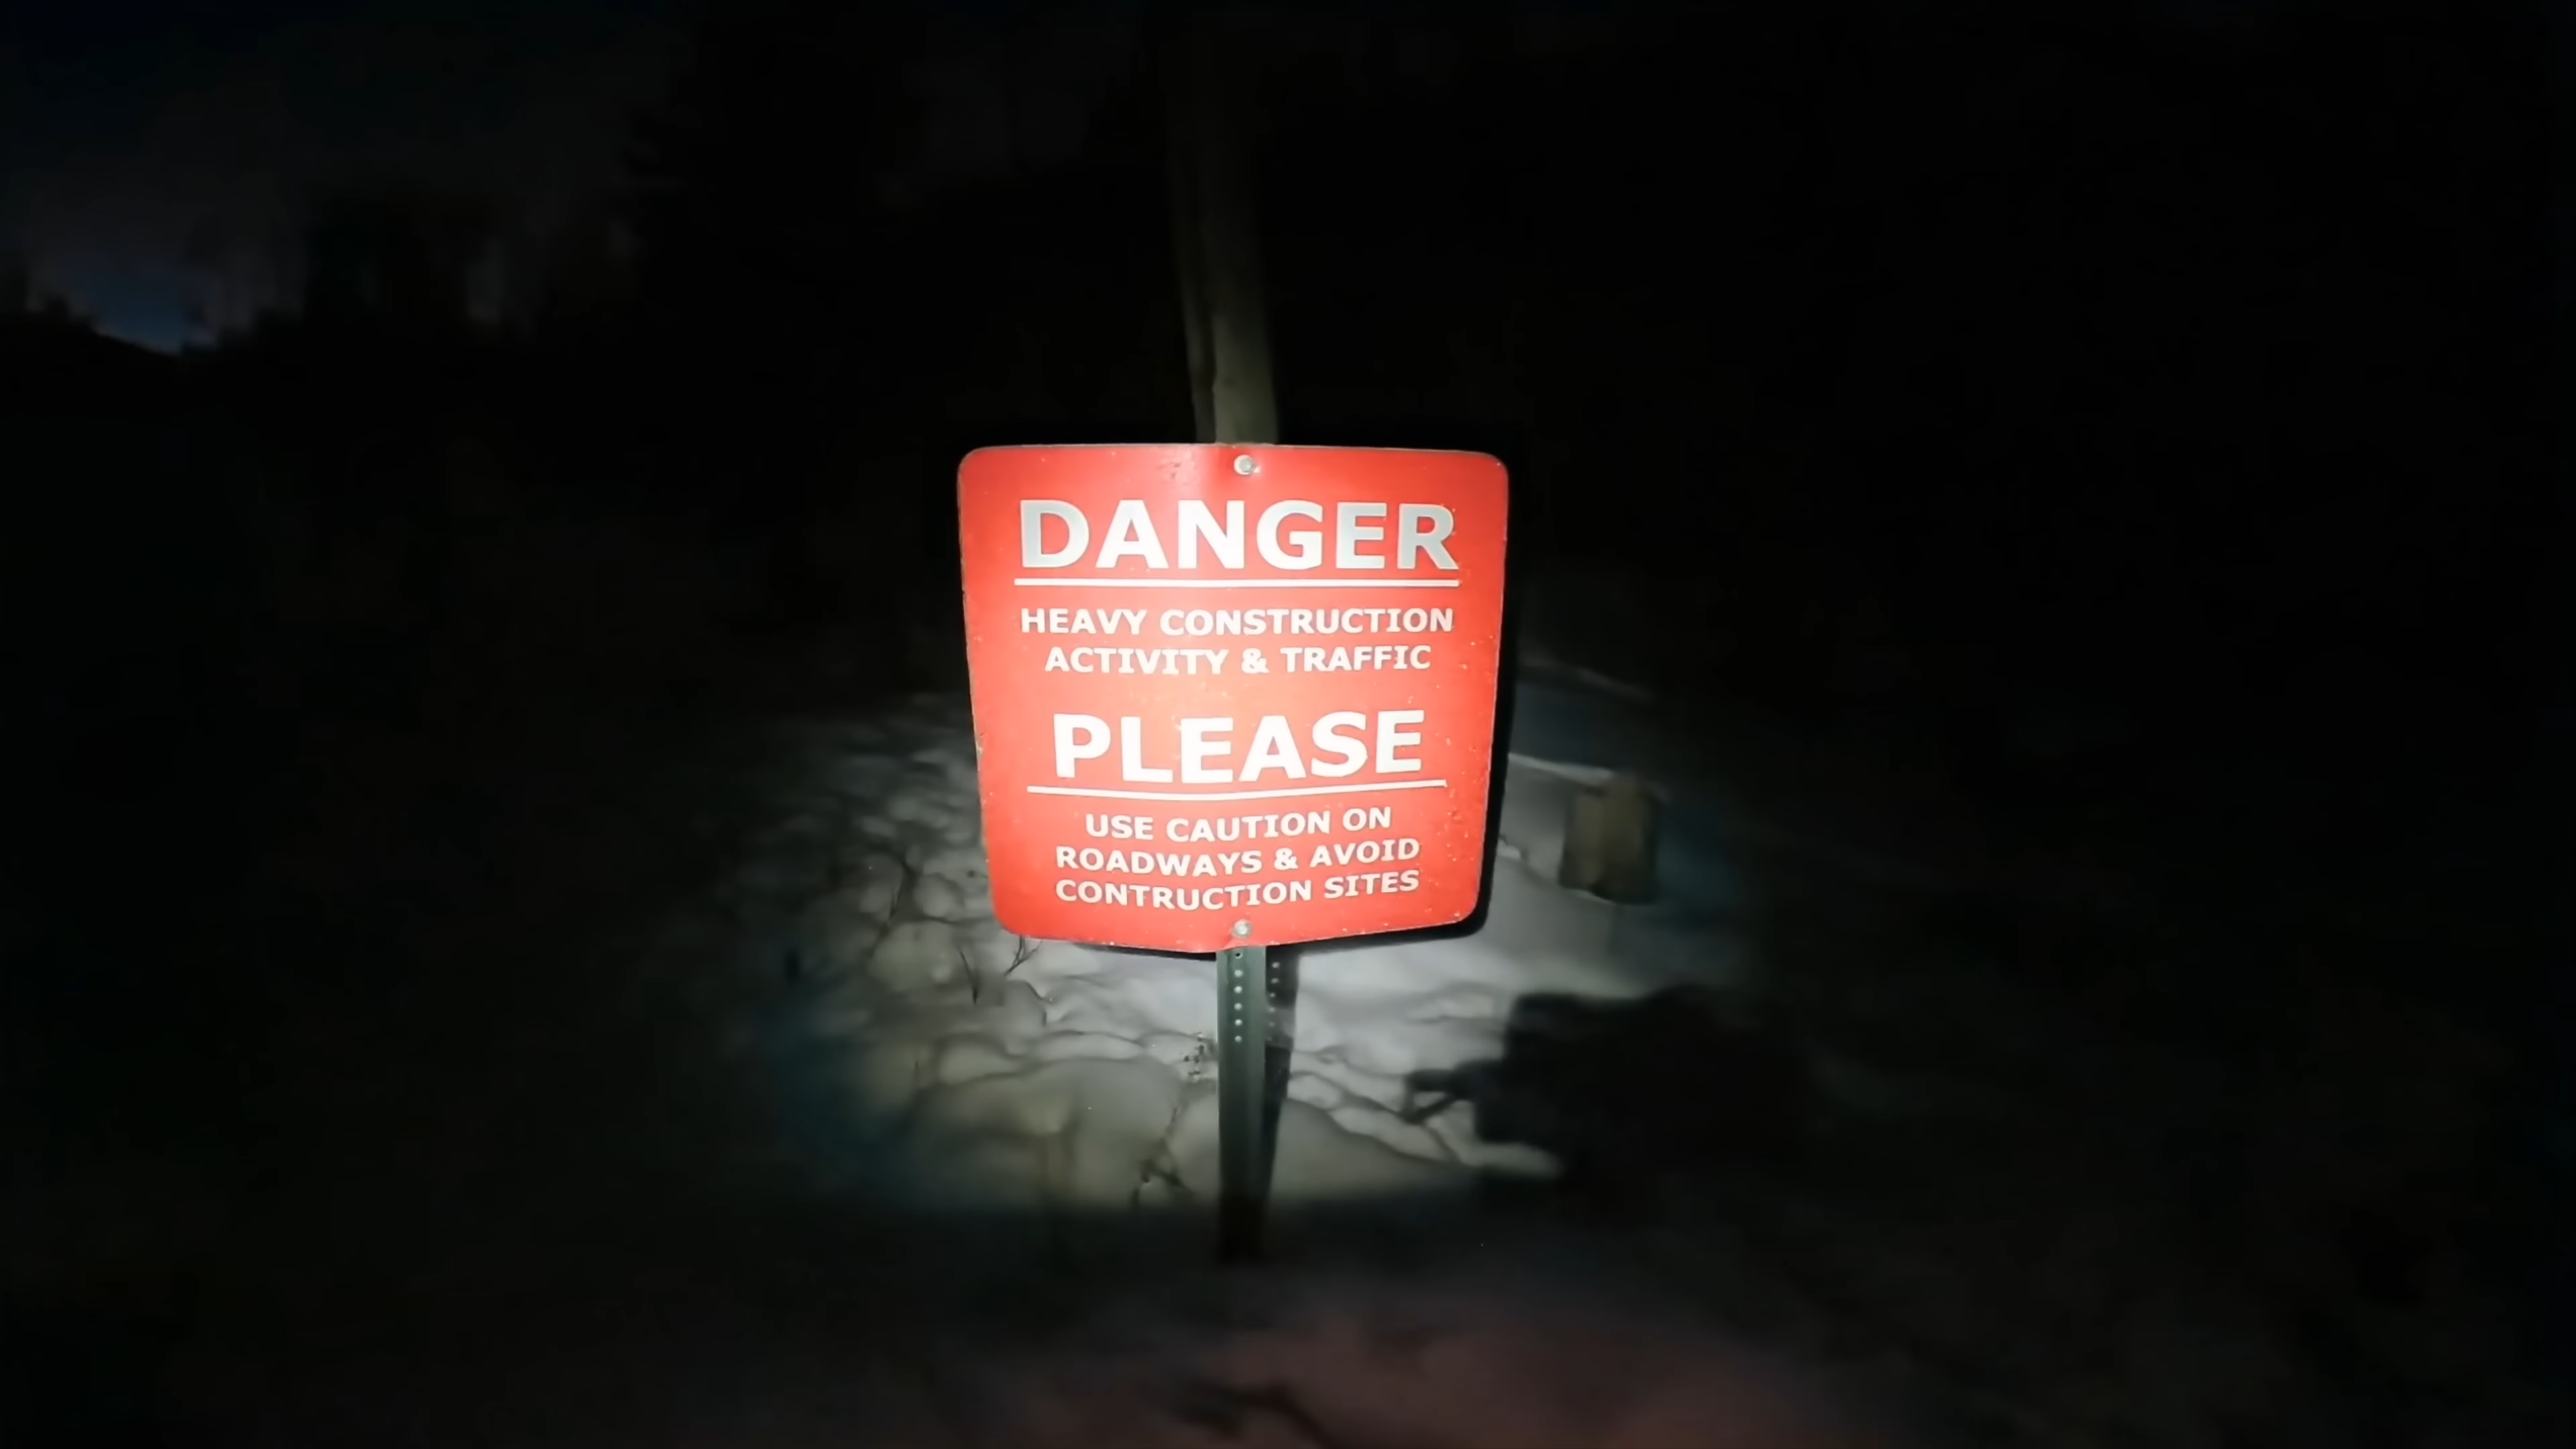 DANGER
HEAVY CONSTRUCTION
ACTIVITY & TRAFFIC
PLEASE
USE CAUTION ON
ROADWAYS & AVOID
CONTRUCTION SITES